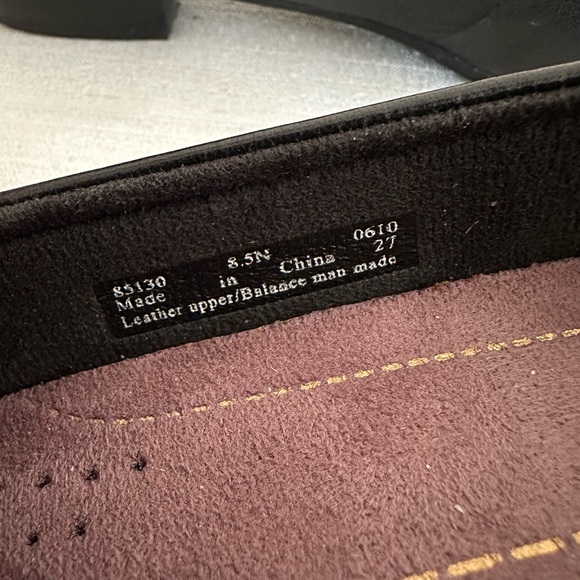 85130 8.5N 0610
Made in China 27
Leather upper/Balance man made